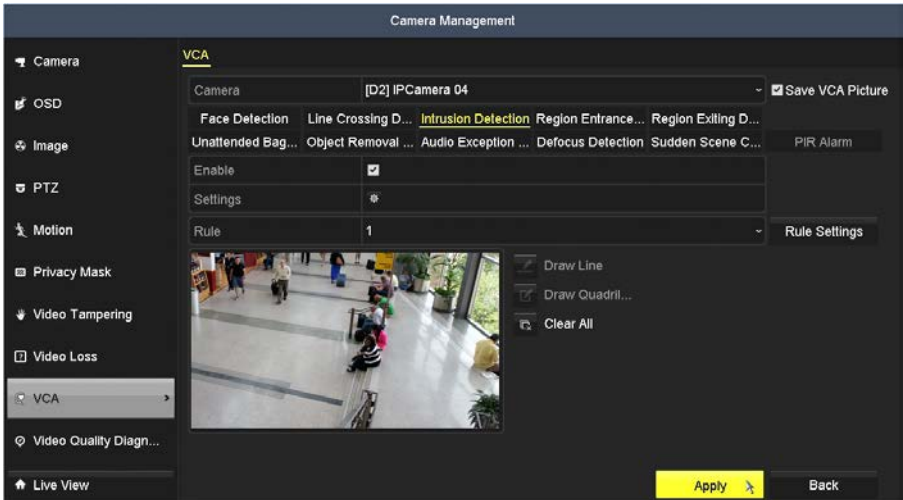 Camera Management
Camera
OSD
Image
PTZ
Motion
Privacy Mask
Video Tampering
Video Loss
VCA
Video Quality Diagn...
Live View
VCA
Camera [D2] IPCamera 04 Save VCA Picture
Face Detection Line Crossing D... Intrusion Detection Region Entrance... Region Exiting D...
Unattended Bag... Object Removal ... Audio Exception ... Defocus Detection Sudden Scene C... PIR Alarm
Enable
Settings
Rule 1 Rule Settings
Draw Line
Draw Quadril...
Clear All
Apply Back